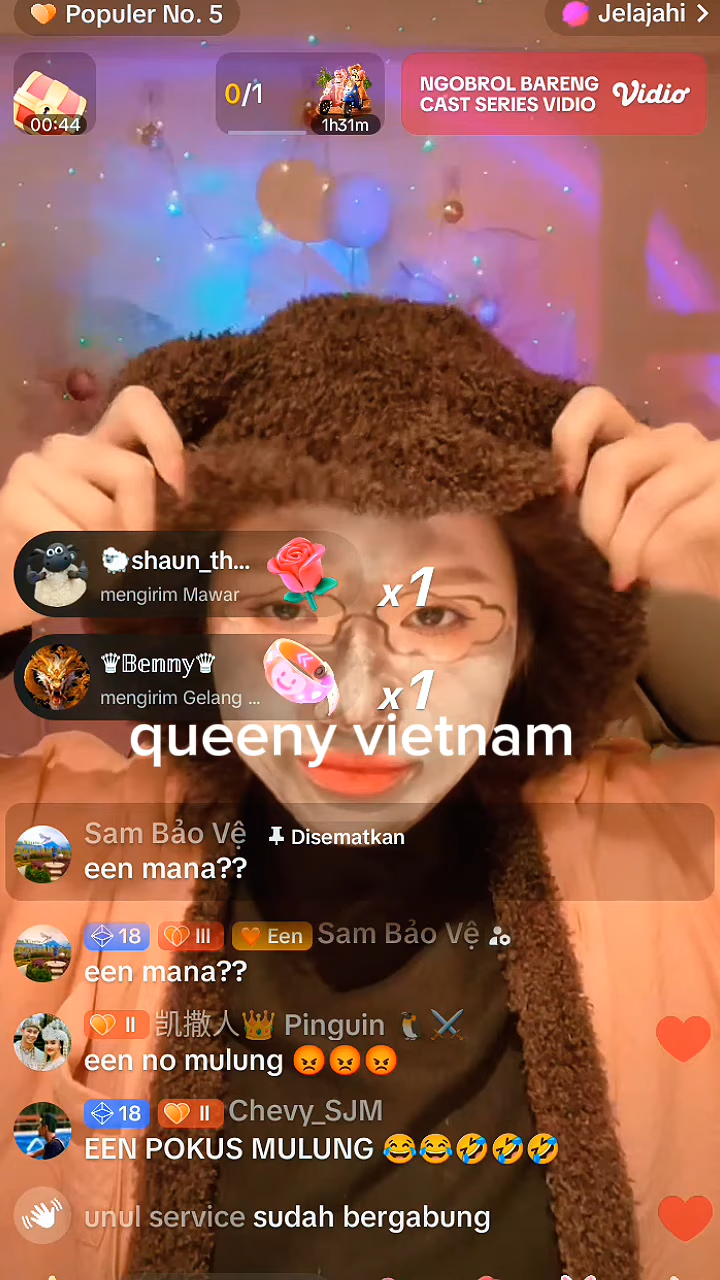 Populer No. 5
Jelajahi >
00:44
0/1
1h31m
NGOBROL BARENG
CAST SERIES VIDIO
Vidio
🐑shaun_th...
mengirim Mawar
x1
♛𝔹𝕖𝕟𝕟𝕪♛
mengirim Gelang ...
x1
queeny vietnam
Sam Bảo Vệ Disematkan
een mana??
18 III Een Sam Bảo Vệ
een mana??
II 凯撒人👑 Pinguin 🐧⚔️
een no mulung 😡😡😡
18 II Chevy_SJM
EEN POKUS MULUNG 😂😂🤣🤣🤣
unul service sudah bergabung